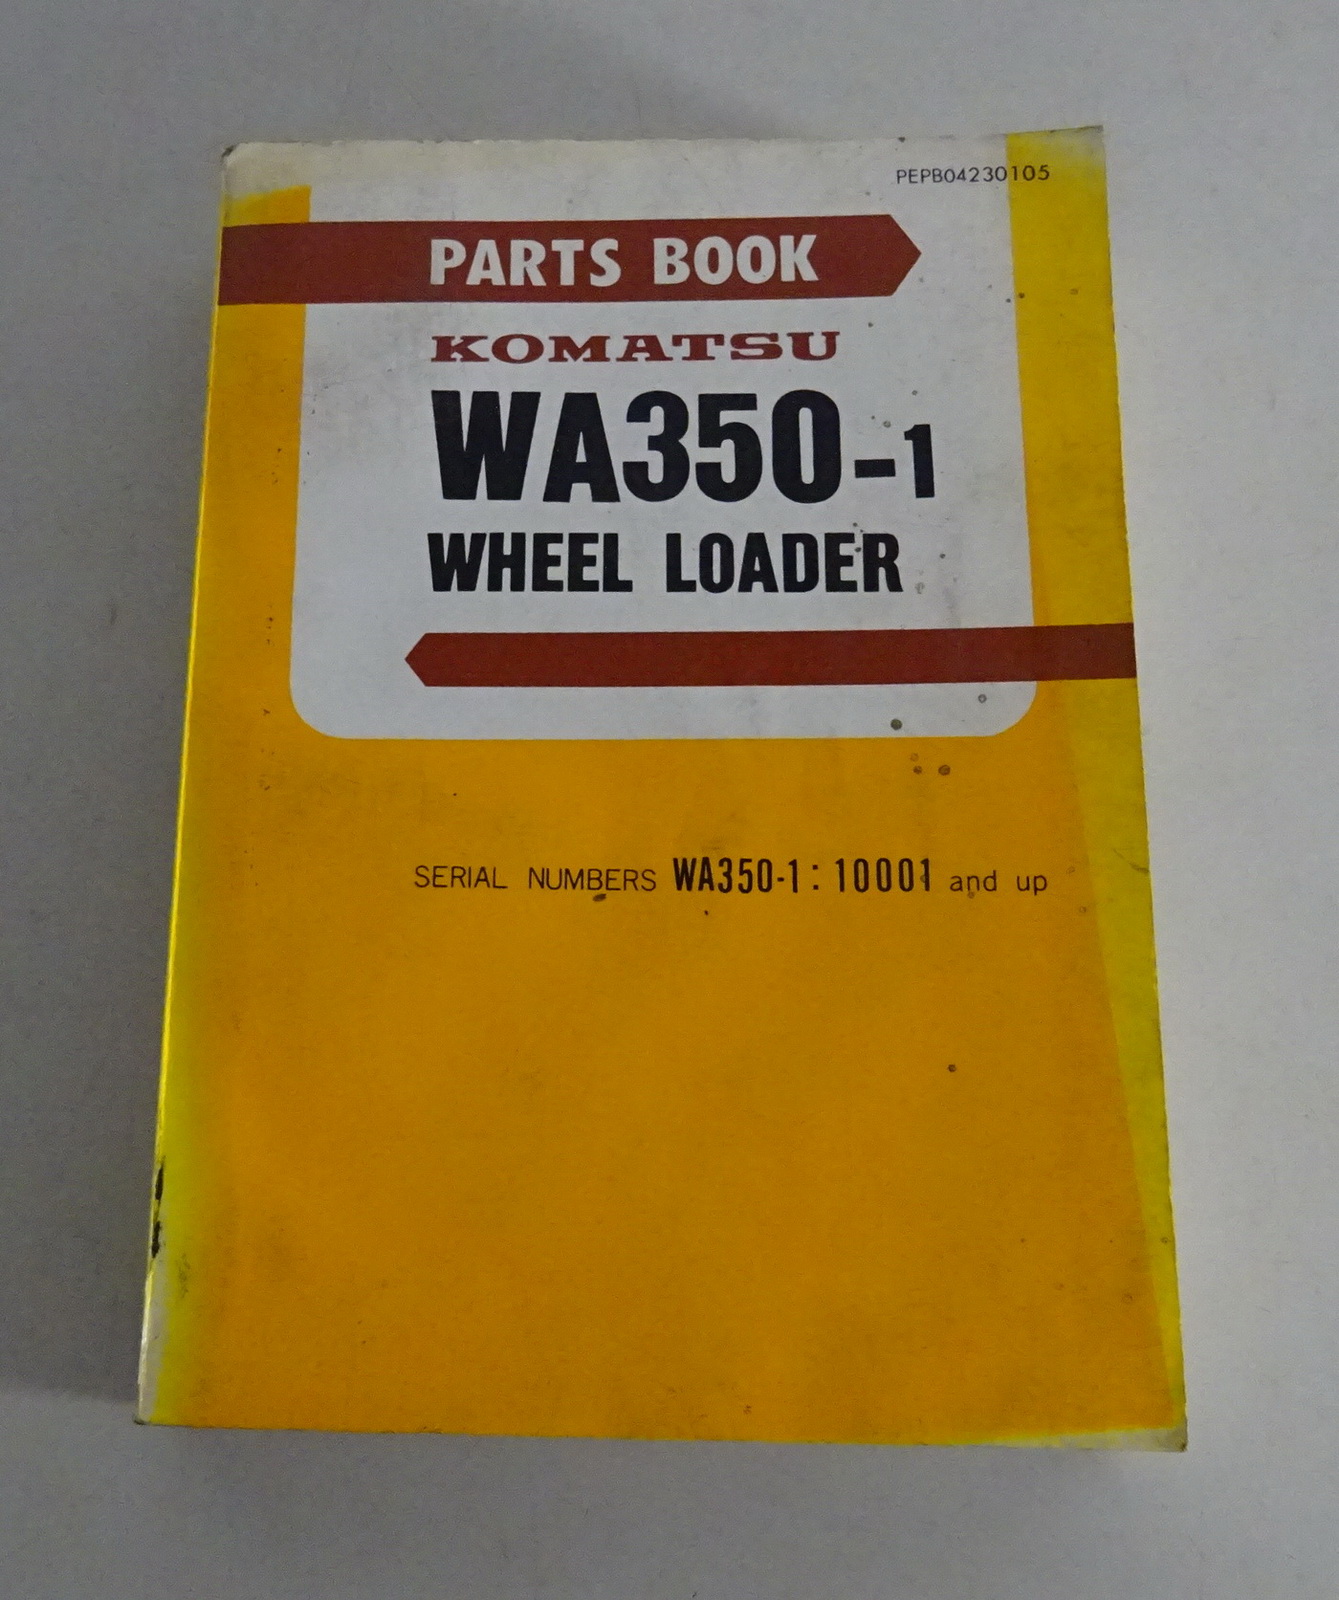 PEPB04230105
PARTS BOOK
KOMATSU
WA350-1
WHEEL LOADER
SERIAL NUMBERS WA350-1: 10001 and up